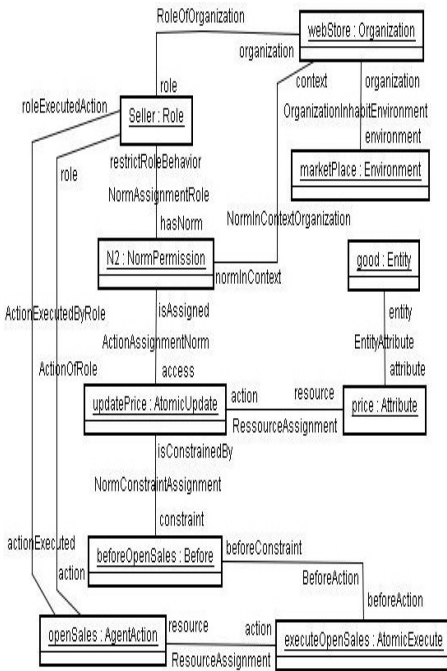 RoleOfOrganization
webStore : Organization
organization
role
context
organization
roleExecutedAction
Seller : Role
OrganizationInhabitEnvironment
environment
restrictRoleBehavior
role
marketPlace : Environment
NormAssignmentRole
hasNorm
NormInContextOrganization
N2 : NormPermission
normInContext
good : Entity
isAssigned
entity
ActionExecutedByRole
ActionAssignmentNorm
EntityAttribute
ActionOfRole
access
attribute
updatePrice : AtomicUpdate
action
resource
price : Attribute
RessourceAssignment
isConstrainedBy
NormConstraintAssignment
constraint
actionExecuted
beforeOpenSales : Before
beforeConstraint
action
BeforeAction
beforeAction
openSales : AgentAction
resource
action
executeOpenSales : AtomicExecute
ResourceAssignment